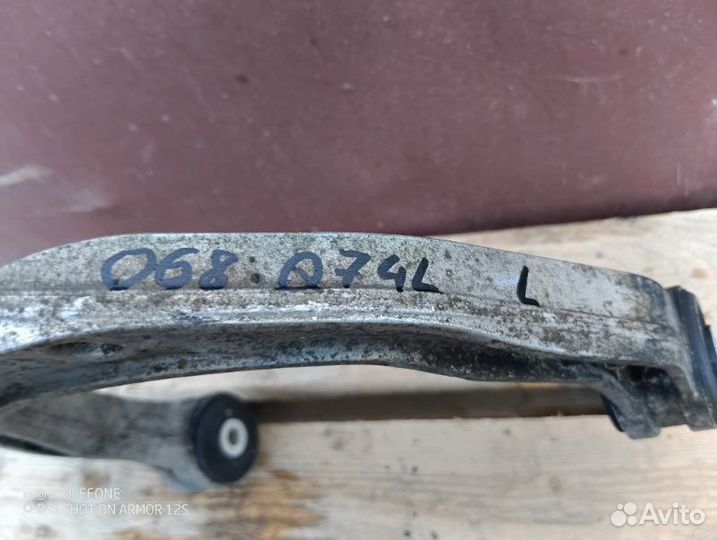 068 Q74L L
ULEFONE
SHOT ON ARMOR 12S
Avito